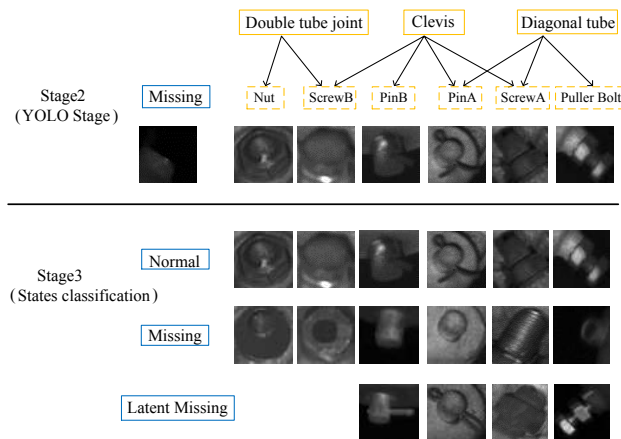 Double tube joint Clevis Diagonal tube
Stage2
(YOLO Stage)
Missing
Nut ScrewB PinB PinA ScrewA Puller Bolt
Stage3
(States classification)
Normal
Missing
Latent Missing